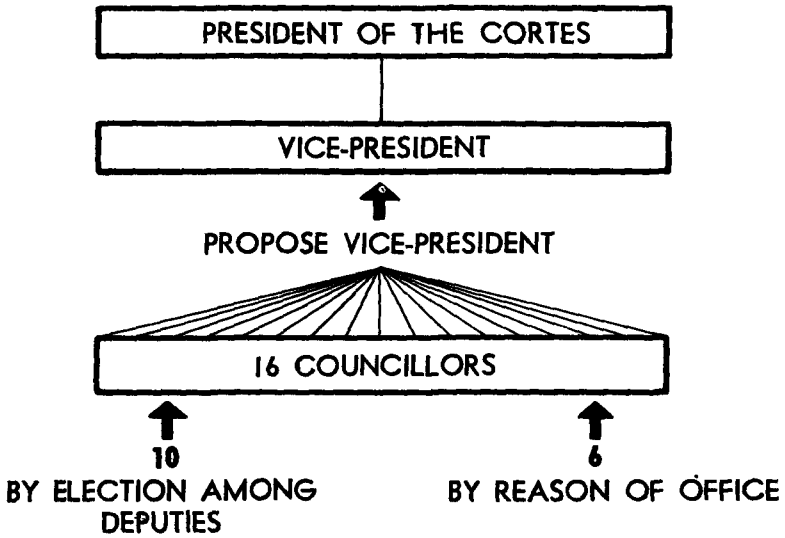 PRESIDENT OF THE CORTES
VICE-PRESIDENT
PROPOSE VICE-PRESIDENT
16 COUNCILLORS
10
BY ELECTION AMONG
DEPUTIES
6
BY REASON OF OFFICE